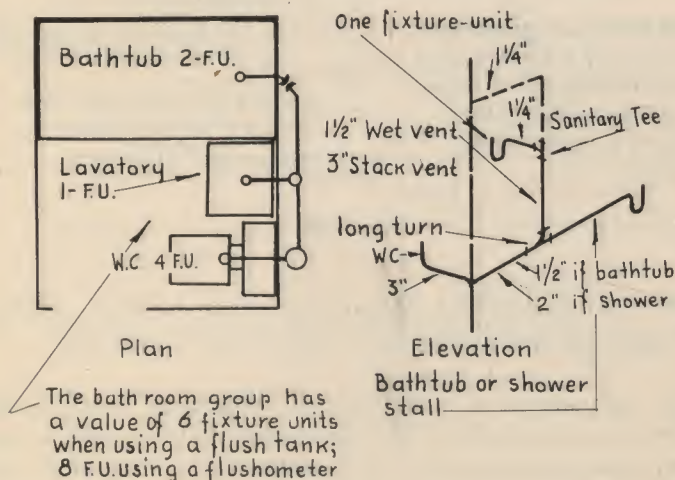 Bathtub 2-F.U.
Lavatory
1-F.U.
W.C 4 F.U.
Plan
The bath room group has
a value of 6 fixture units
when using a flush tank;
8 F.U. using a flushometer
One fixture-unit
1¼"
1¼"
Sanitary Tee
1½" Wet vent
3" Stack vent
long turn
WC
3"
1½" if bathtub
2" if shower
Elevation
Bathtub or shower
stall